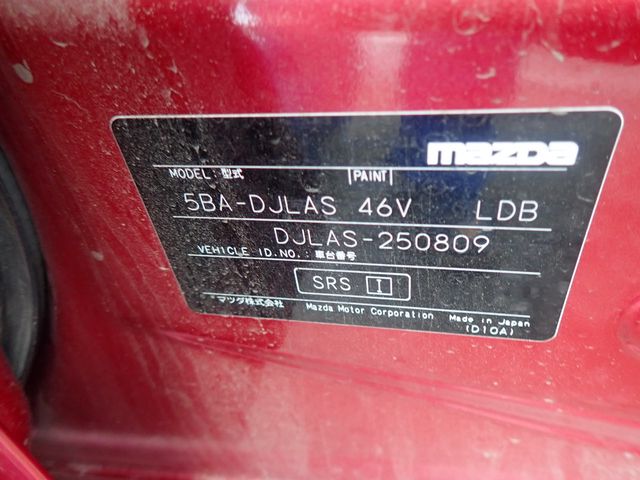 mazda
MODEL:型式 PAINT
5BA-DJLAS 46V LDB
DJLAS-250809
VEHICLE ID.NO.:車台番号
SRS I
マツダ株式会社 Mazda Motor Corporation Made in Japan
(D10A)